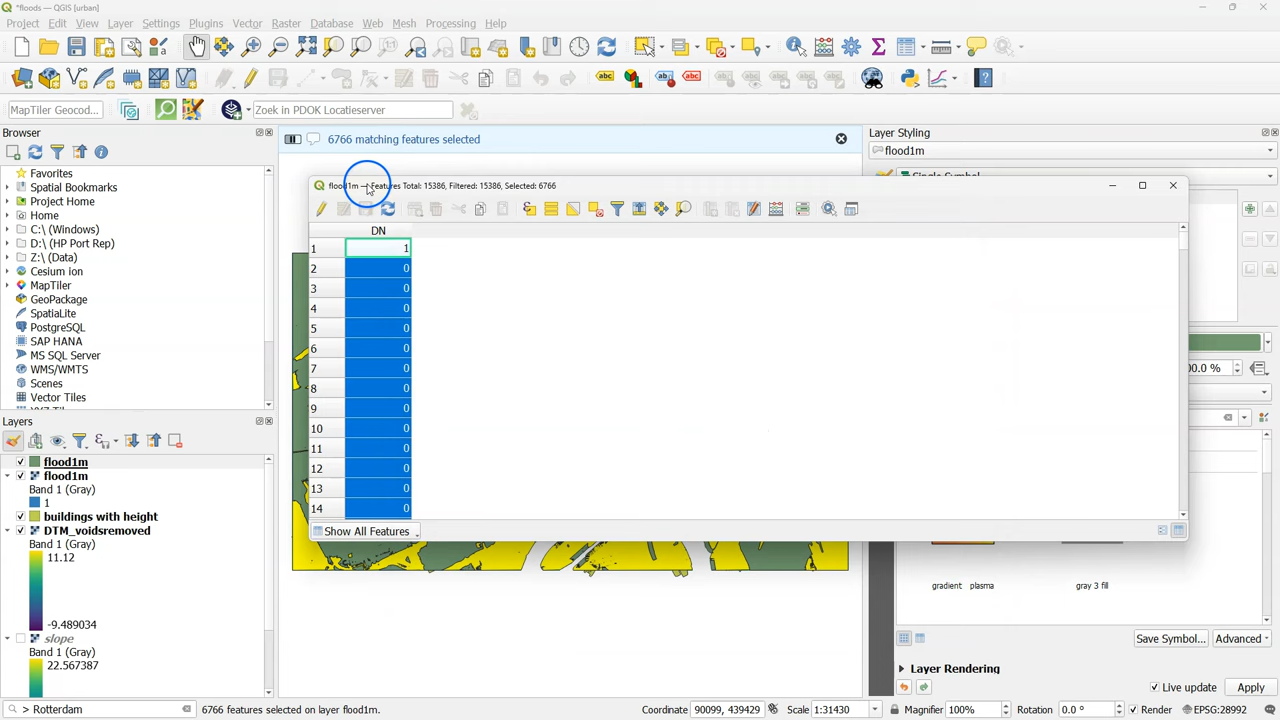 *floods — QGIS [urban]
Project Edit View Layer Settings Plugins Vector Raster Database Web Mesh Processing Help
abc abc abc abc
MapTiler Geocod... Zoek in PDOK Locatieserver
Browser
Favorites
Spatial Bookmarks
Project Home
Home
C:\ (Windows)
D:\ (HP Port Rep)
Z:\ (Data)
Cesium ion
MapTiler
GeoPackage
SpatiaLite
PostgreSQL
SAP HANA
MS SQL Server
WMS/WMTS
Scenes
Vector Tiles
Layers
flood1m
flood1m
Band 1 (Gray)
1
buildings with height
DTM_voidsremoved
Band 1 (Gray)
11.12
-9.489034
slope
Band 1 (Gray)
22.567387
6766 matching features selected
flood1m — Features Total: 15386, Filtered: 15386, Selected: 6766
DN
1 1
2 0
3 0
4 0
5 0
6 0
7 0
8 0
9 0
10 0
11 0
12 0
13 0
14 0
Show All Features
Layer Styling
flood1m
Single Symbol
00.0 %
gradient plasma gray 3 fill
Save Symbol... Advanced
Layer Rendering
Live update Apply
> Rotterdam 6766 features selected on layer flood1m. Coordinate 90099, 439429 Scale 1:31430 Magnifier 100% Rotation 0.0 ° Render EPSG:28992